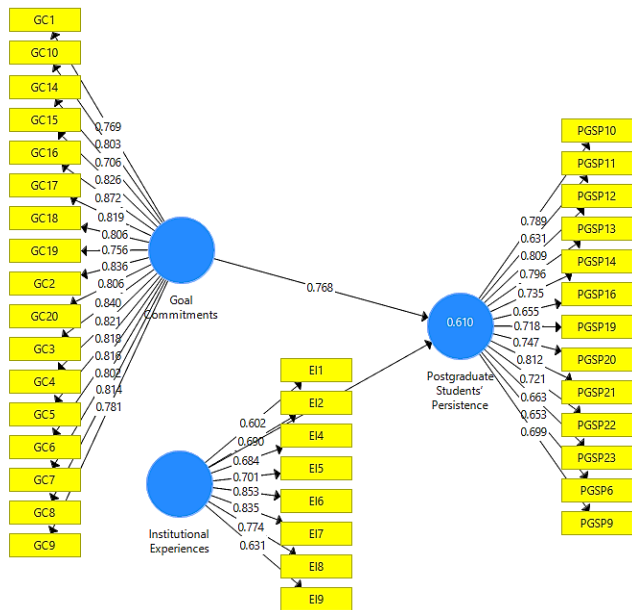 GC1
GC10
GC14
GC15
GC16
GC17
GC18
GC19
GC2
GC20
GC3
GC4
GC5
GC6
GC7
GC8
GC9
0.769
0.803
0.706
0.826
0.872
0.819
0.806
0.756
0.836
0.806
0.840
0.821
0.818
0.816
0.802
0.814
0.781
Goal
Commitments
0.768
EI1
EI2
EI4
EI5
EI6
EI7
EI8
EI9
0.602
0.690
0.684
0.701
0.853
0.835
0.774
0.631
Institutional
Experiences
0.610
Postgraduate
Students'
Persistence
0.789
0.631
0.809
0.796
0.735
0.655
0.718
0.747
0.812
0.721
0.663
0.653
0.699
PGSP10
PGSP11
PGSP12
PGSP13
PGSP14
PGSP16
PGSP19
PGSP20
PGSP21
PGSP22
PGSP23
PGSP6
PGSP9